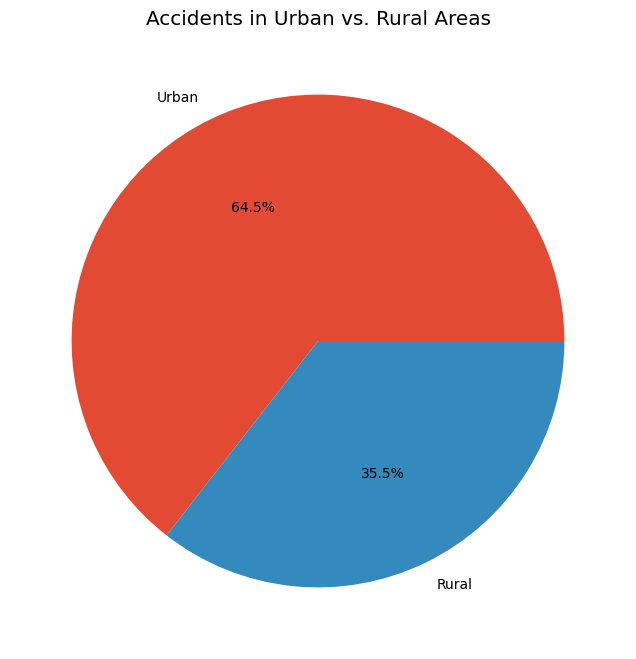 Accidents in Urban vs. Rural Areas
Urban
64.5%
35.5%
Rural